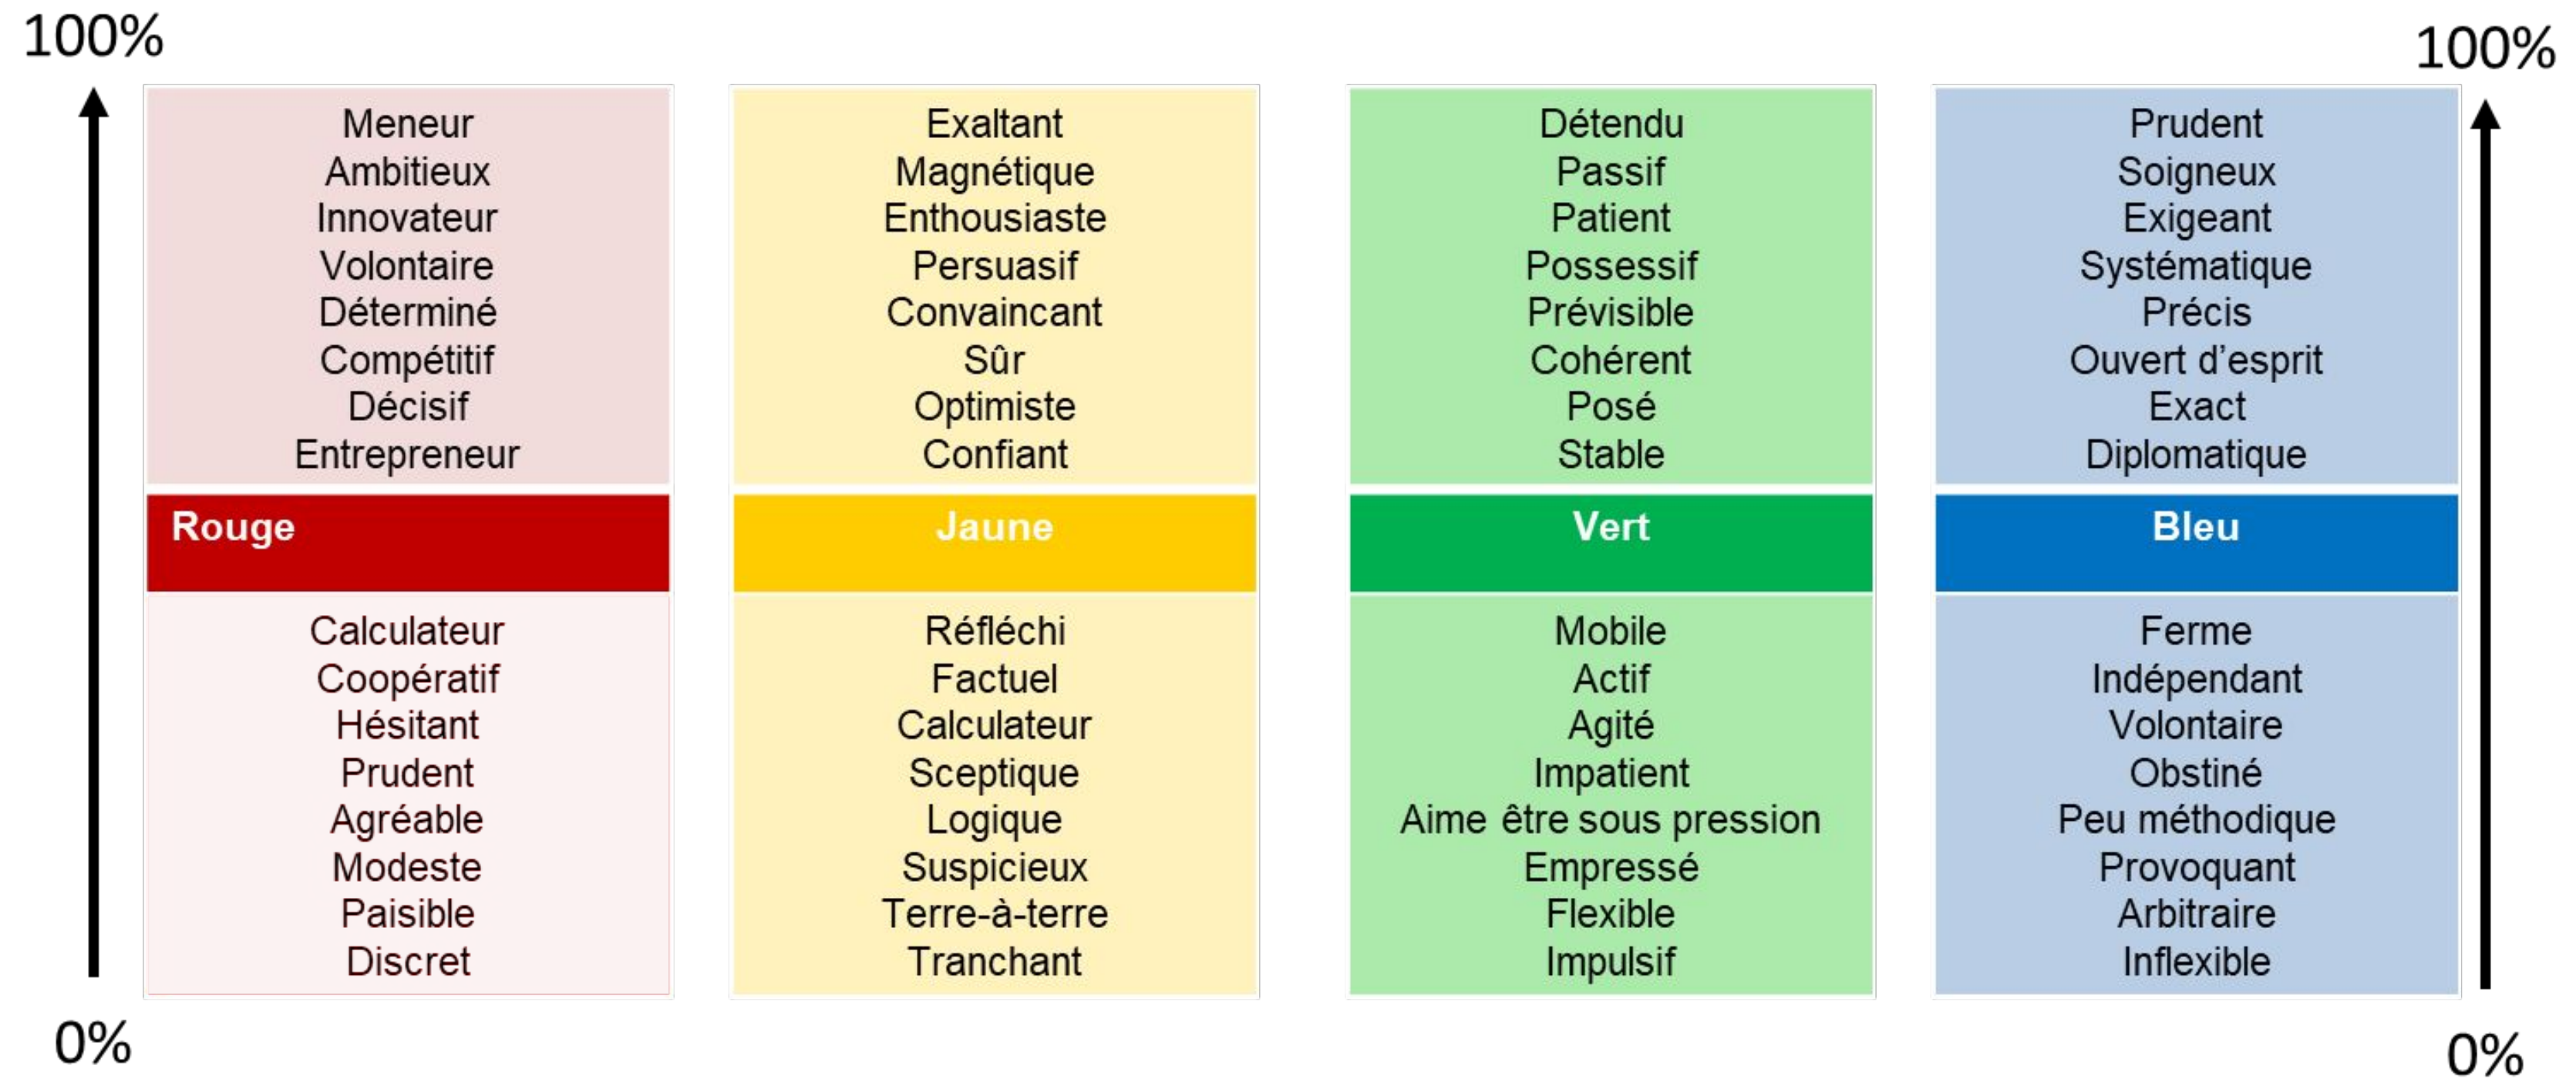 100%
100%
Meneur
Ambitieux
Innovateur
Volontaire
Déterminé
Compétitif
Décisif
Entrepreneur
Rouge
Calculateur
Coopératif
Hésitant
Prudent
Agréable
Modeste
Paisible
Discret
Exaltant
Magnétique
Enthousiaste
Persuasif
Convaincant
Sûr
Optimiste
Confiant
Jaune
Réfléchi
Factuel
Calculateur
Sceptique
Logique
Suspicieux
Terre-à-terre
Tranchant
Détendu
Passif
Patient
Possessif
Prévisible
Cohérent
Posé
Stable
Vert
Mobile
Actif
Agité
Impatient
Aime être sous pression
Empressé
Flexible
Impulsif
Prudent
Soigneux
Exigeant
Systématique
Précis
Ouvert d'esprit
Exact
Diplomatique
Bleu
Ferme
Indépendant
Volontaire
Obstiné
Peu méthodique
Provoquant
Arbitraire
Inflexible
0%
0%